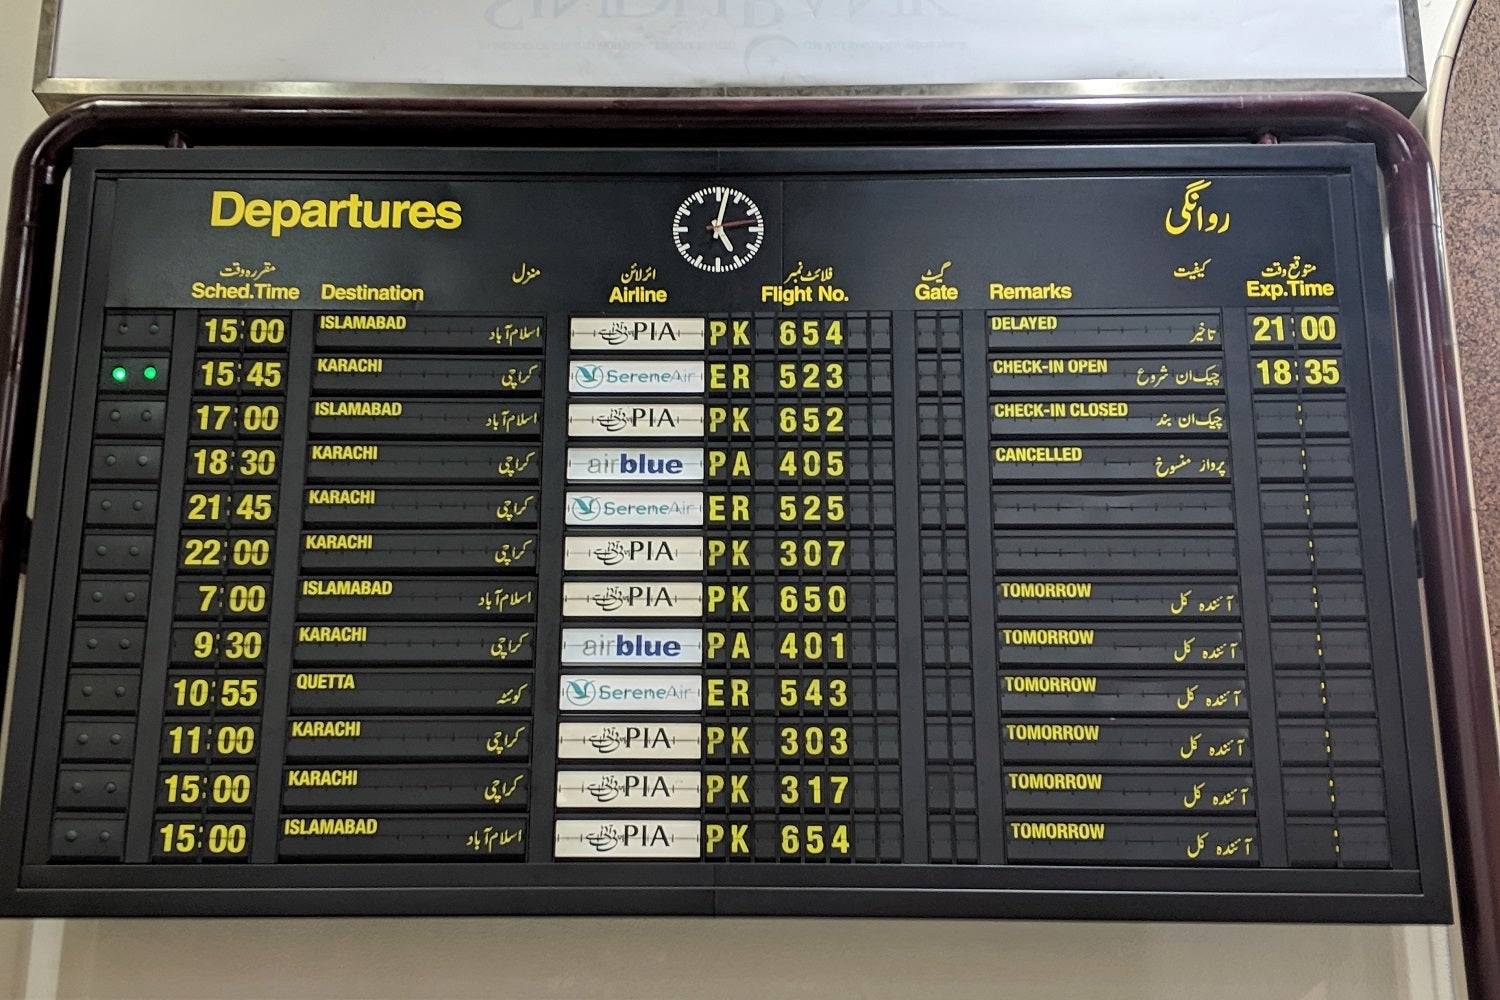 SINDH BANK
Departures روانگی
مقررہ وقت منزل ائرلائن فلائٹ نمبر گیٹ کیفیت متوقع وقت
Sched.Time Destination Airline Flight No. Gate Remarks Exp.Time
15:00 ISLAMABAD اسلام آباد PIA PK 654 DELAYED تاخیر 21:00
15:45 KARACHI کراچی SereneAir ER 523 CHECK-IN OPEN چیک ان شروع 18:35
17:00 ISLAMABAD اسلام آباد PIA PK 652 CHECK-IN CLOSED چیک ان بند
18:30 KARACHI کراچی airblue PA 405 CANCELLED پرواز منسوخ
21:45 KARACHI کراچی SereneAir ER 525
22:00 KARACHI کراچی PIA PK 307
7:00 ISLAMABAD اسلام آباد PIA PK 650 TOMORROW آئندہ کل
9:30 KARACHI کراچی airblue PA 401 TOMORROW آئندہ کل
10:55 QUETTA کوئٹہ SereneAir ER 543 TOMORROW آئندہ کل
11:00 KARACHI کراچی PIA PK 303 TOMORROW آئندہ کل
15:00 KARACHI کراچی PIA PK 317 TOMORROW آئندہ کل
15:00 ISLAMABAD اسلام آباد PIA PK 654 TOMORROW آئندہ کل